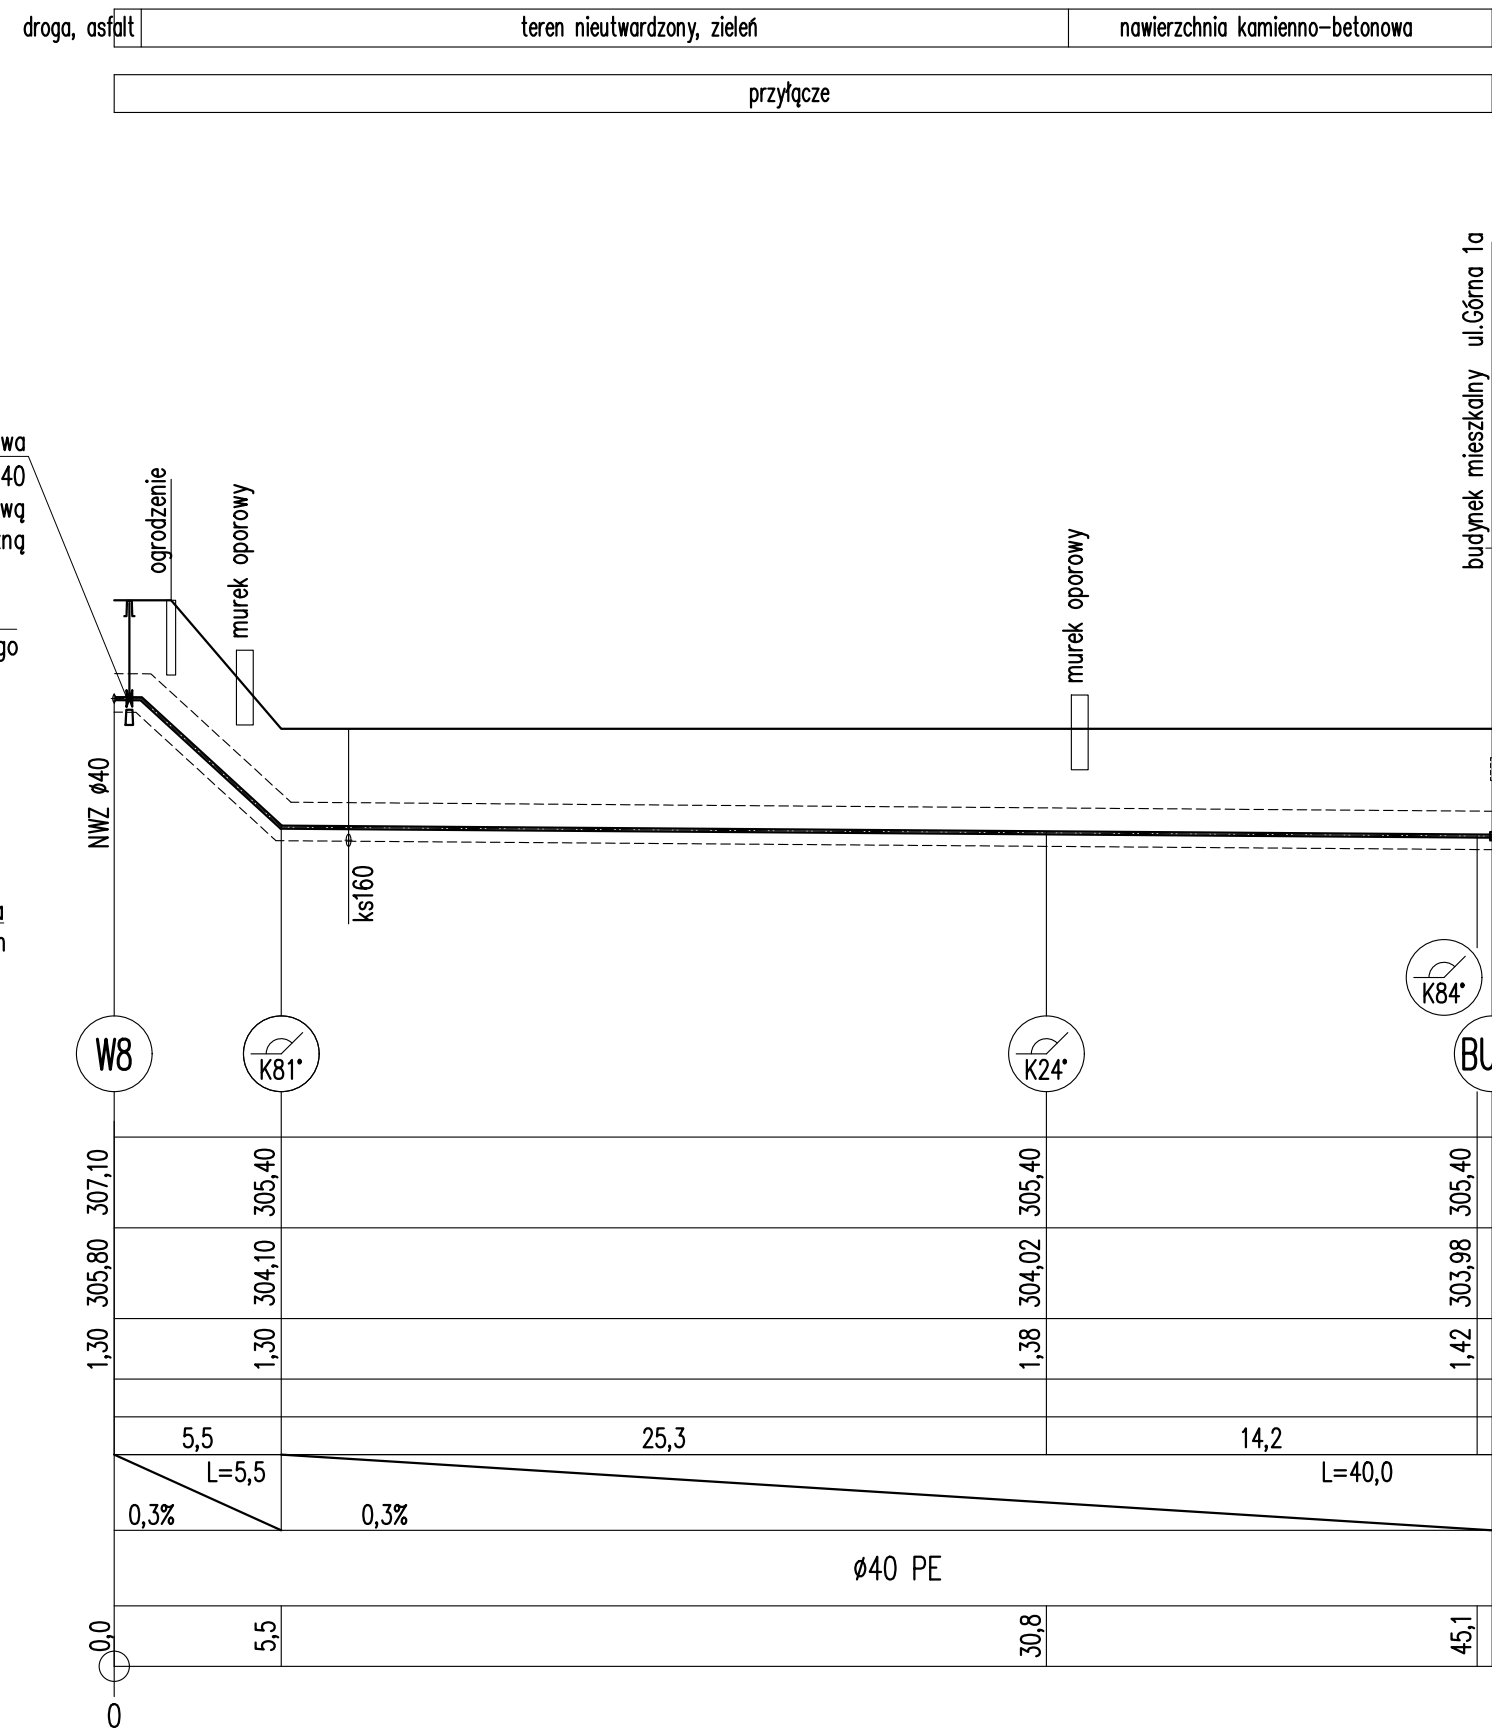 droga, asfalt
teren nieutwardzony, zieleń
nawierzchnia kamienno-betonowa
przyłącze
budynek mieszkalny ul.Górna 1a
wa
40
wą
ną
go
ogrodzenie
murek oporowy
murek oporowy
NWZ ø40
ks160
W8
K81°
K24°
K84°
BU
307,10
305,40
305,40
305,40
305,80
304,10
304,02
303,98
1,30
1,30
1,38
1,42
5,5
25,3
14,2
L=5,5
L=40,0
0,3%
0,3%
ø40 PE
0,0
5,5
30,8
45,1
0